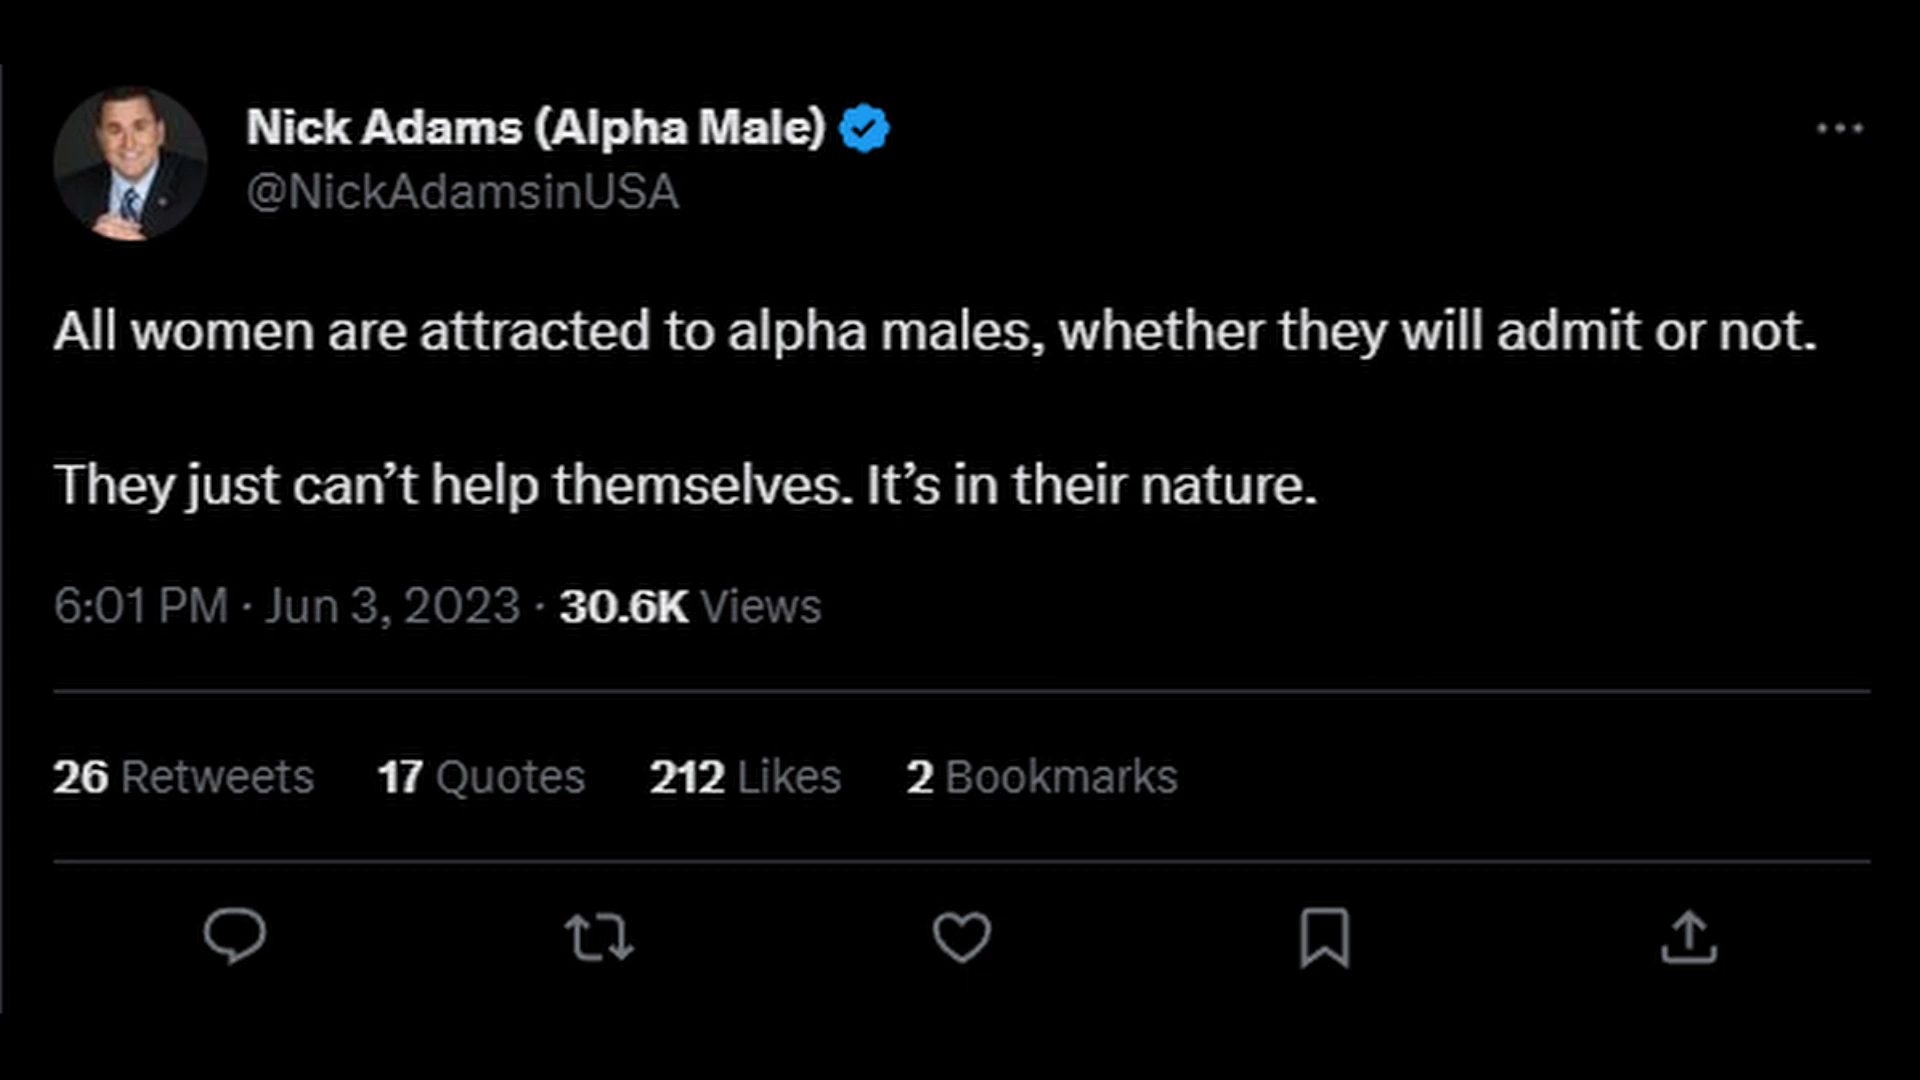 Nick Adams (Alpha Male)
@NickAdamsinUSA
All women are attracted to alpha males, whether they will admit or not.
They just can’t help themselves. It’s in their nature.
6:01 PM · Jun 3, 2023 · 30.6K Views
26 Retweets 17 Quotes 212 Likes 2 Bookmarks